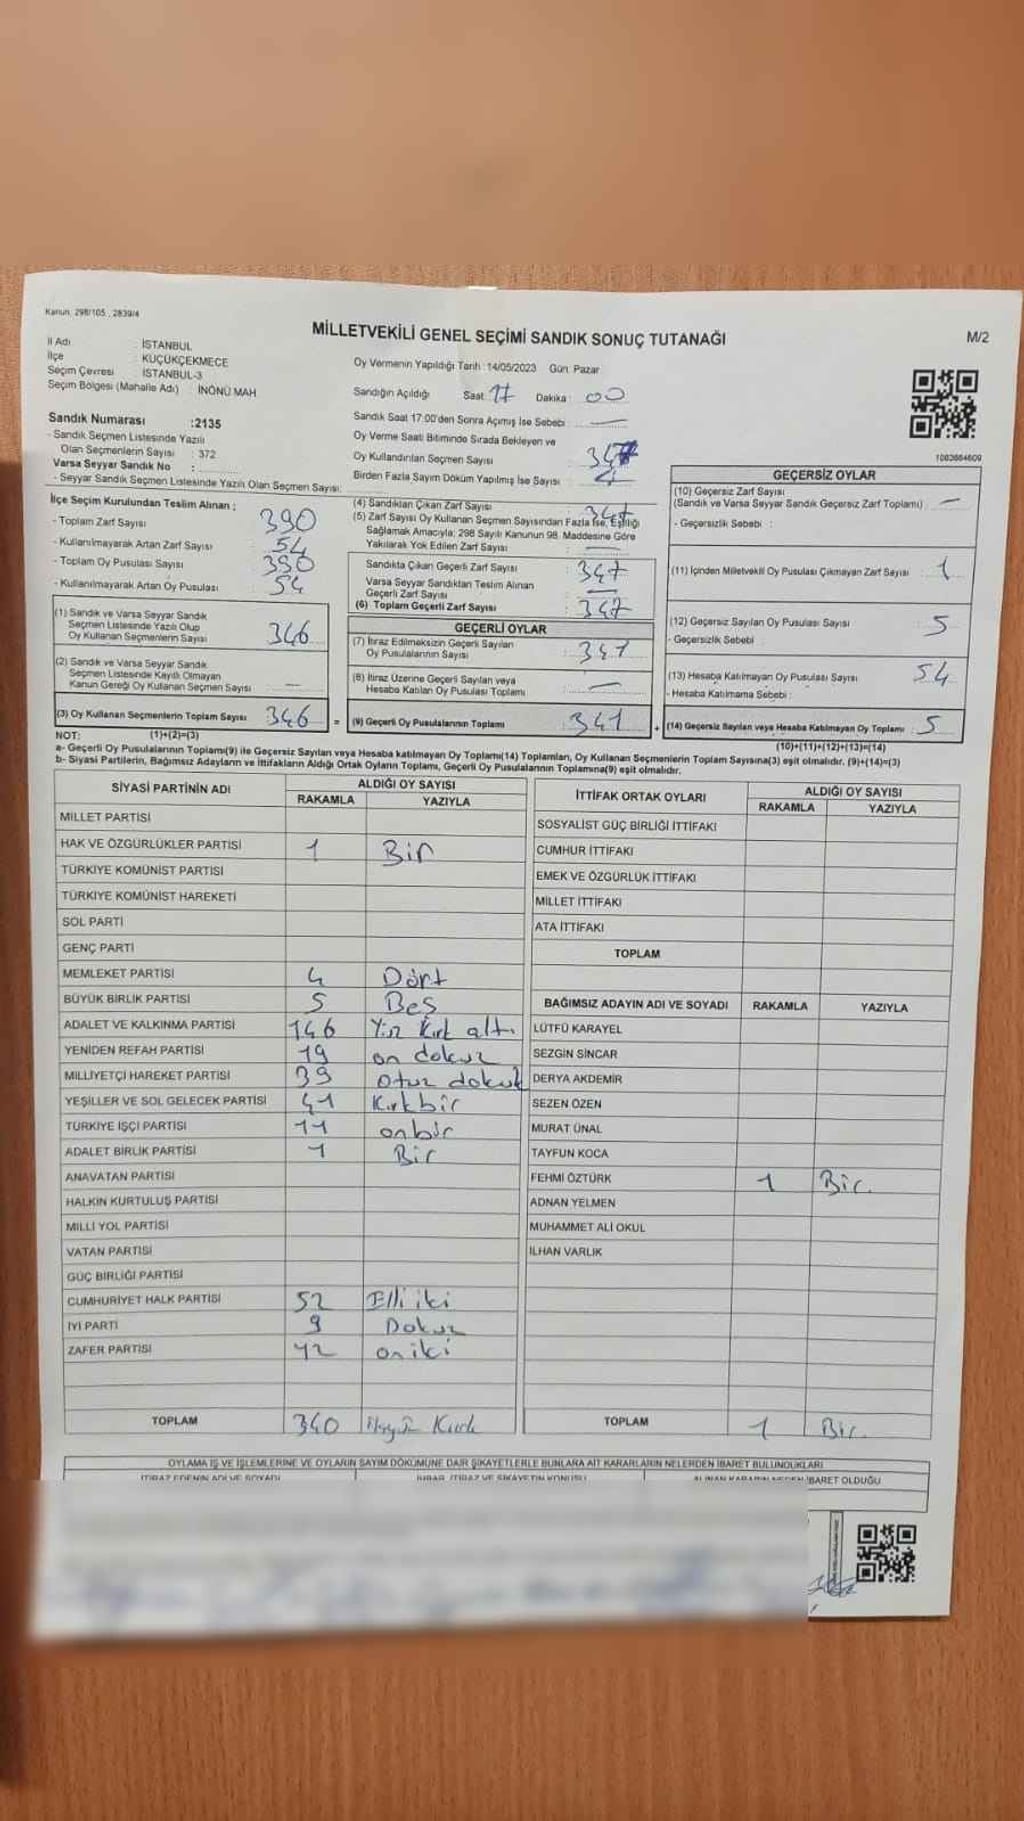 Kanun: 298/105 , 2839/4
MİLLETVEKİLİ GENEL SEÇİMİ SANDIK SONUÇ TUTANAĞI
M/2
İl Adı : İSTANBUL
İlçe : KÜÇÜKÇEKMECE
Seçim Çevresi : İSTANBUL-3
Seçim Bölgesi (Mahalle Adı) : İNÖNÜ MAH
Oy Vermenin Yapıldığı Tarih :14/05/2023 Gün: Pazar
Sandığın Açıldığı Saat: 17 Dakika : 00
Sandık Saat 17:00'den Sonra Açımış İse Sebebi : —
Oy Verme Saati Bitiminde Sırada Bekleyen ve
Oy Kullandırılan Seçmen Sayısı
Birden Fazla Sayım Döküm Yapılmış İse Sayısı
Sandık Numarası :2135
- Sandık Seçmen Listesinde Yazılı
Olan Seçmenlerin Sayısı : 372
Varsa Seyyar Sandık No :
- Seyyar Sandık Seçmen Listesinde Yazılı Olan Seçmen Sayısı:
İlçe Seçim Kurulundan Teslim Alınan ;
- Toplam Zarf Sayısı : 390
- Kullanılmayarak Artan Zarf Sayısı : 54
- Toplam Oy Pusulası Sayısı : 390
- Kullanılmayarak Artan Oy Pusulası : 54
(1) Sandık ve Varsa Seyyar Sandık
Seçmen Listesinde Yazılı Olup
Oy Kullanan Seçmenlerin Sayısı : 346
(2) Sandık ve Varsa Seyyar Sandık
Seçmen Listesinde Kayıtlı Olmayan
Kanun Gereği Oy Kullanan Seçmen Sayısı : —
(3) Oy Kullanan Seçmenlerin Toplam Sayısı : 346 =
(4) Sandıktan Çıkan Zarf Sayısı : 347
(5) Zarf Sayısı Oy Kullanan Seçmen Sayısından Fazla İse, Eşitliği
Sağlamak Amacıyla; 298 Sayılı Kanunun 98. Maddesine Göre
Yakılarak Yok Edilen Zarf Sayısı : —
Sandıkta Çıkan Geçerli Zarf Sayısı : 347
Varsa Seyyar Sandıktan Teslim Alınan
Geçerli Zarf Sayısı : —
(6) Toplam Geçerli Zarf Sayısı : 347
GEÇERLİ OYLAR
(7) İtiraz Edilmeksizin Geçerli Sayılan
Oy Pusulalarının Sayısı : 341
(8) İtiraz Üzerine Geçerli Sayılan veya
Hesaba Katılan Oy Pusulası Toplamı : —
(9) Geçerli Oy Pusulalarının Toplamı : 341 +
1083664609
GEÇERSİZ OYLAR
(10) Geçersiz Zarf Sayısı
(Sandık ve Varsa Seyyar Sandık Geçersiz Zarf Toplamı) : —
- Geçersizlik Sebebi :
(11) İçinden Milletvekili Oy Pusulası Çıkmayan Zarf Sayısı : 1
(12) Geçersiz Sayılan Oy Pusulası Sayısı : 5
- Geçersizlik Sebebi :
(13) Hesaba Katılmayan Oy Pusulası Sayısı : 54
- Hesaba Katılmama Sebebi :
(14) Geçersiz Sayılan veya Hesaba Katılmayan Oy Toplamı : 5
NOT: (1)+(2)=(3)
(10)+(11)+(12)+(13)=(14)
a- Geçerli Oy Pusulalarının Toplamı(9) ile Geçersiz Sayılan veya Hesaba katılmayan Oy Toplamı(14) Toplamları, Oy Kullanan Seçmenlerin Toplam Sayısına(3) eşit olmalıdır. (9)+(14)=(3)
b- Siyasi Partilerin, Bağımsız Adayların ve İttifakların Aldığı Ortak Oyların Toplamı, Geçerli Oy Pusulalarının Toplamına(9) eşit olmalıdır.
SİYASİ PARTİNİN ADI ALDIĞI OY SAYISI
RAKAMLA YAZIYLA
MİLLET PARTİSİ
HAK VE ÖZGÜRLÜKLER PARTİSİ 1 Bir
TÜRKİYE KOMÜNİST PARTİSİ
TÜRKİYE KOMÜNİST HAREKETİ
SOL PARTİ
GENÇ PARTİ
MEMLEKET PARTİSİ 4 Dört
BÜYÜK BİRLİK PARTİSİ 5 Beş
ADALET VE KALKINMA PARTİSİ 146 Yüz Kırk altı
YENİDEN REFAH PARTİSİ 19 on dokuz
MİLLİYETÇİ HAREKET PARTİSİ 39 otuz dokuz
YEŞİLLER VE SOL GELECEK PARTİSİ 41 Kırkbir
TÜRKİYE İŞÇİ PARTİSİ 11 onbir
ADALET BİRLİK PARTİSİ 1 Bir
ANAVATAN PARTİSİ
HALKIN KURTULUŞ PARTİSİ
MİLLİ YOL PARTİSİ
VATAN PARTİSİ
GÜÇ BİRLİĞİ PARTİSİ
CUMHURİYET HALK PARTİSİ 52 Elli iki
İYİ PARTİ 9 Dokuz
ZAFER PARTİSİ 12 on iki
TOPLAM 340 Kırk
İTTİFAK ORTAK OYLARI ALDIĞI OY SAYISI
RAKAMLA YAZIYLA
SOSYALİST GÜÇ BİRLİĞİ İTTİFAKI
CUMHUR İTTİFAKI
EMEK VE ÖZGÜRLÜK İTTİFAKI
MİLLET İTTİFAKI
ATA İTTİFAKI
TOPLAM
BAĞIMSIZ ADAYIN ADI VE SOYADI RAKAMLA YAZIYLA
LÜTFÜ KARAYEL
SEZGİN SİNCAR
DERYA AKDEMİR
SEZEN ÖZEN
MURAT ÜNAL
TAYFUN KOCA
FEHMİ ÖZTÜRK 1 Bir.
ADNAN YELMEN
MUHAMMET ALİ OKUL
İLHAN VARLIK
TOPLAM 1 Bir.
OYLAMA İŞ VE İŞLEMLERİNE VE OYLARIN SAYIM DÖKÜMÜNE DAİR ŞİKAYETLERLE BUNLARA AİT KARARLARIN NELERDEN İBARET BULUNDUKLARI
İTİRAZ EDENİN ADI VE SOYADI İHBAR, İTİRAZ VE ŞİKAYETİN KONUSU ALINAN KARARIN NEDEN İBARET OLDUĞU